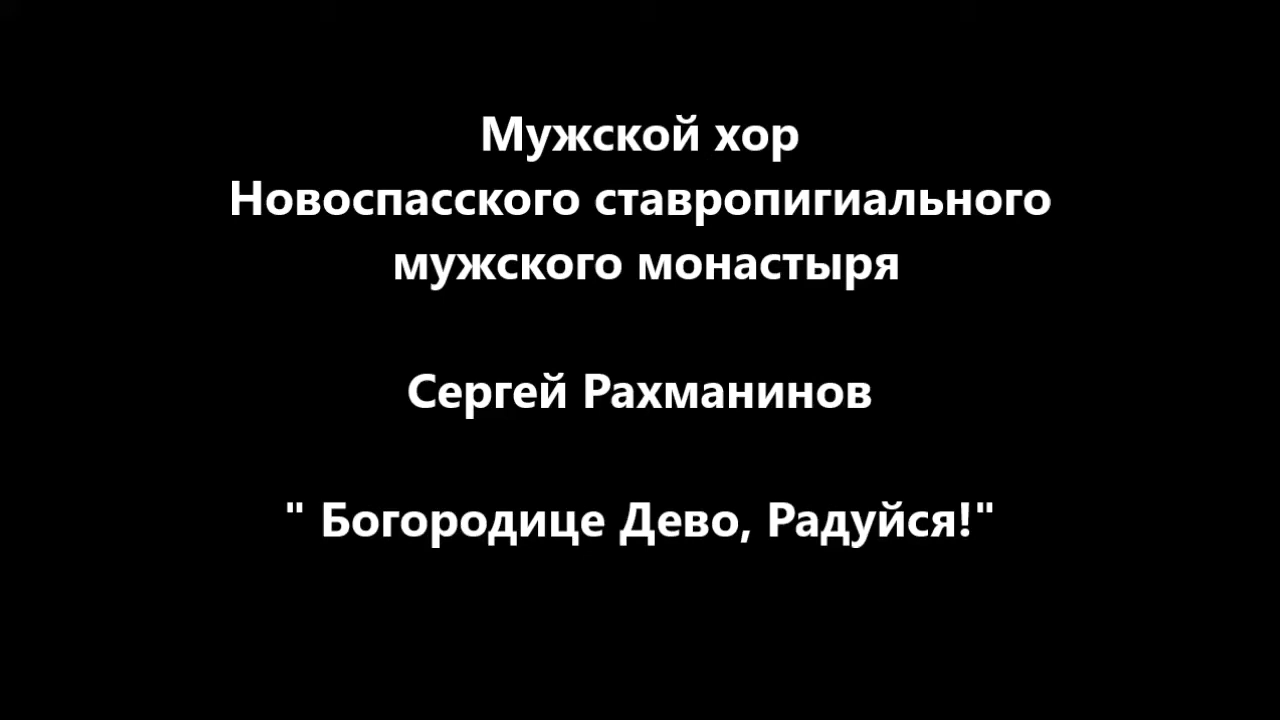 Мужской хор
Новоспасского ставропигиального
мужского монастыря
Сергей Рахманинов
" Богородице Дево, Радуйся!"